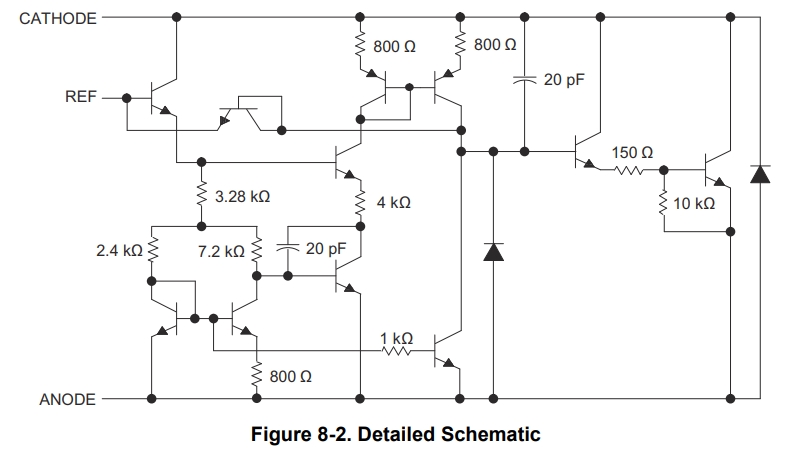 CATHODE
800 Ω
800 Ω
20 pF
REF
150 Ω
3.28 kΩ
4 kΩ
10 kΩ
2.4 kΩ
7.2 kΩ
20 pF
1 kΩ
800 Ω
ANODE
Figure 8-2. Detailed Schematic